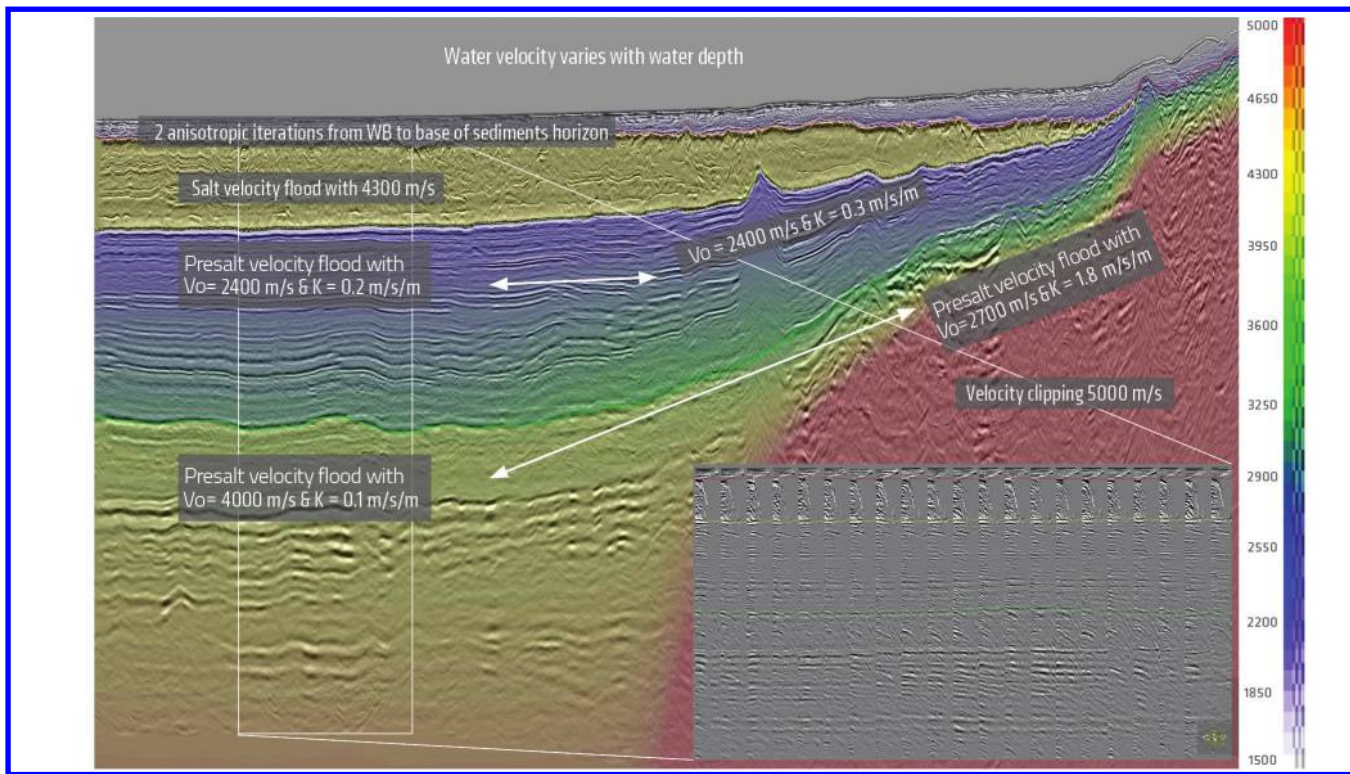 Water velocity varies with water depth
2 anisotropic iterations from WB to base of sediments horizon
Salt velocity flood with 4300 m/s
Presalt velocity flood with
Vo= 2400 m/s & K = 0.2 m/s/m
Vo = 2400 m/s & K = 0.3 m/s/m
Presalt velocity flood with
Vo=2700 m/s & K = 1.8 m/s/m
Velocity clipping 5000 m/s
Presalt velocity flood with
Vo= 4000 m/s & K = 0.1 m/s/m
5000
4650
4300
3950
3600
3250
2900
2550
2200
1850
1500